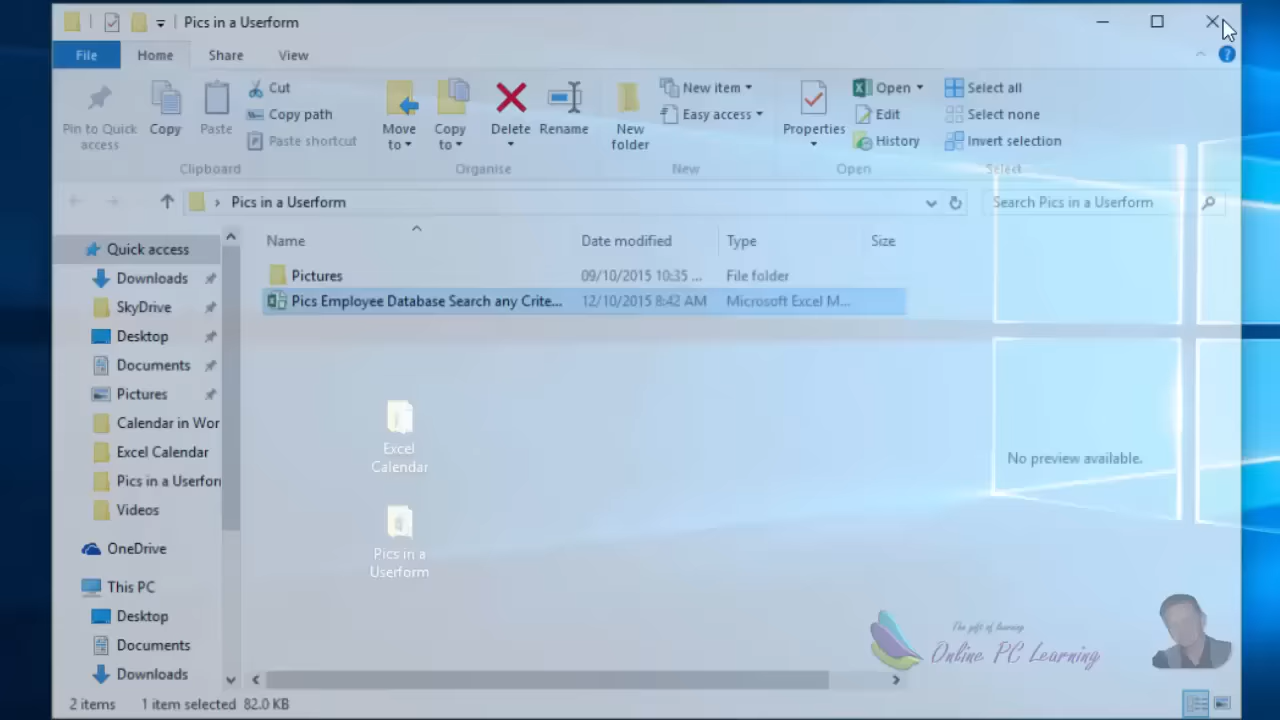 Pics in a Userform
File Home Share View
Pin to Quick access
Copy
Paste
Cut
Copy path
Paste shortcut
Clipboard
Move to
Copy to
Delete
Rename
Organise
New folder
New item
Easy access
New
Properties
Open
Edit
History
Open
Select all
Select none
Invert selection
Select
› Pics in a Userform
Search Pics in a Userform
Quick access
Downloads
SkyDrive
Desktop
Documents
Pictures
Calendar in Wor
Excel Calendar
Pics in a Userfon
Videos
OneDrive
This PC
Desktop
Documents
Downloads
Name Date modified Type Size
Pictures 09/10/2015 10:35 ... File folder
Pics Employee Database Search any Crite... 12/10/2015 8:42 AM Microsoft Excel M...
Excel
Calendar
Pics in a
Userform
No preview available.
The gift of learning
Online PC Learning
2 items 1 item selected 82.0 KB